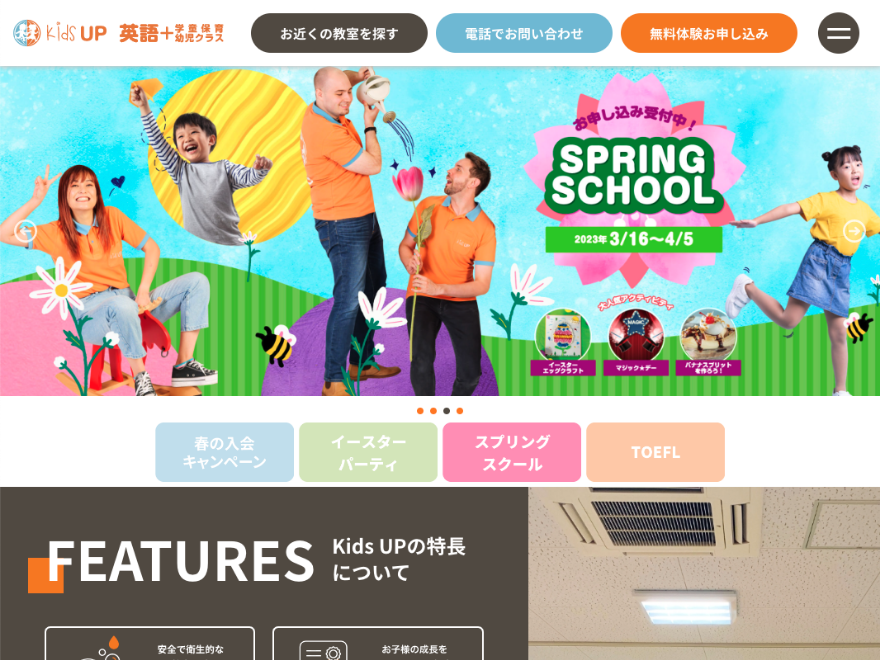 Kids UP 英語+学童保育
幼児クラス
お近くの教室を探す
電話でお問い合わせ
無料体験お申し込み
お申し込み受付中！
SPRING
SCHOOL
2023年 3/16〜4/5
大人気アクティビティ
イースター
エッグクラフト
MAGIC
マジック★デー
バナナスプリット
を作ろう！
春の入会
キャンペーン
イースター
パーティ
スプリング
スクール
TOEFL
FEATURES
Kids UPの特長
について
安全で衛生的な
お子様の成長を